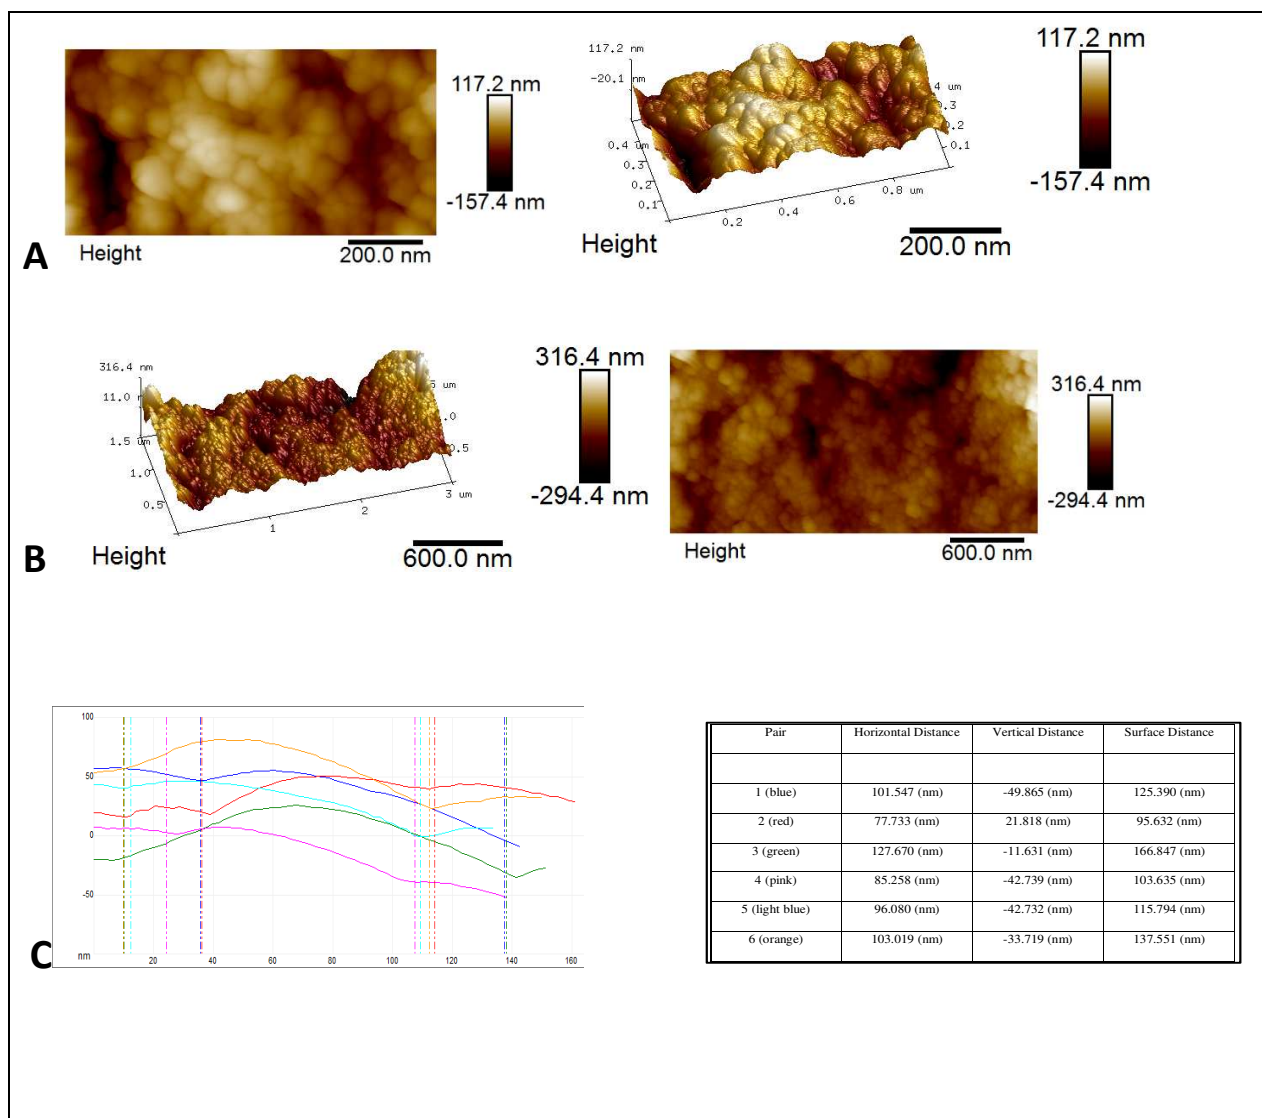 117.2 nm
-157.4 nm
Height
200.0 nm
A
117.2 nm
-20.1 nm
0.4 um
0.3
0.2
0.1
0.2
0.4
0.6
0.8 um
4 um
0.3
0.2
0.1
117.2 nm
-157.4 nm
Height
200.0 nm
316.4 nm
11.0
1.5 um
1.0
0.5
1
2
3 um
5 um
.0
0.5
316.4 nm
-294.4 nm
Height
600.0 nm
B
316.4 nm
-294.4 nm
Height
600.0 nm
100
50
0
-50
nm 20 40 60 80 100 120 140 160
C
Pair Horizontal Distance Vertical Distance Surface Distance
1 (blue) 101.547 (nm) -49.865 (nm) 125.390 (nm)
2 (red) 77.733 (nm) 21.818 (nm) 95.632 (nm)
3 (green) 127.670 (nm) -11.631 (nm) 166.847 (nm)
4 (pink) 85.258 (nm) -42.739 (nm) 103.635 (nm)
5 (light blue) 96.080 (nm) -42.732 (nm) 115.794 (nm)
6 (orange) 103.019 (nm) -33.719 (nm) 137.551 (nm)